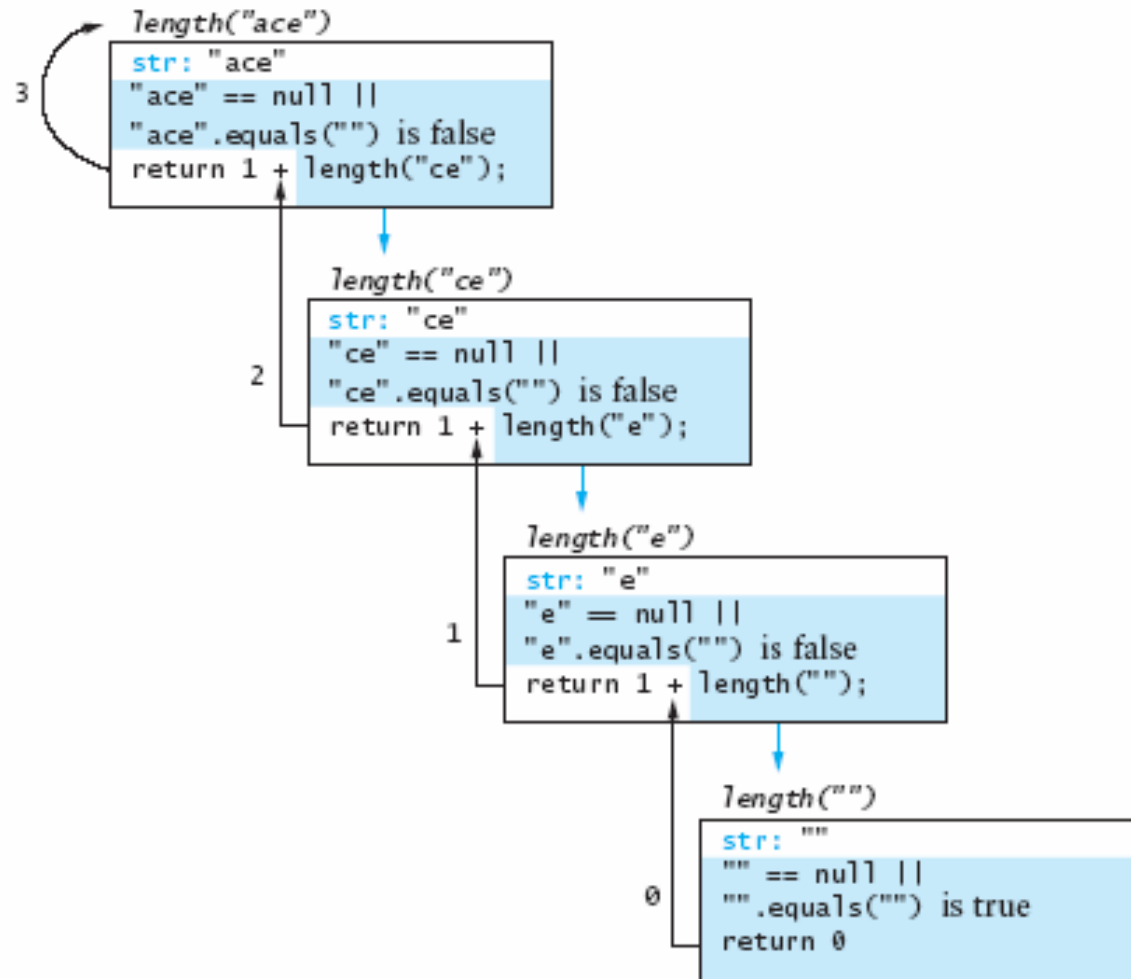 length("ace")
str: "ace"
"ace" == null ||
"ace".equals("") is false
3
return 1 + length("ce");
length("ce")
str: "ce"
"ce" == null ||
2
"ce".equals("") is false
return 1 + length("e");
length("e")
str: "e"
"e" == null ||
1
"e".equals("") is false
return 1 + length("");
length("")
str: ""
"" == null ||
0
"".equals("") is true
return 0